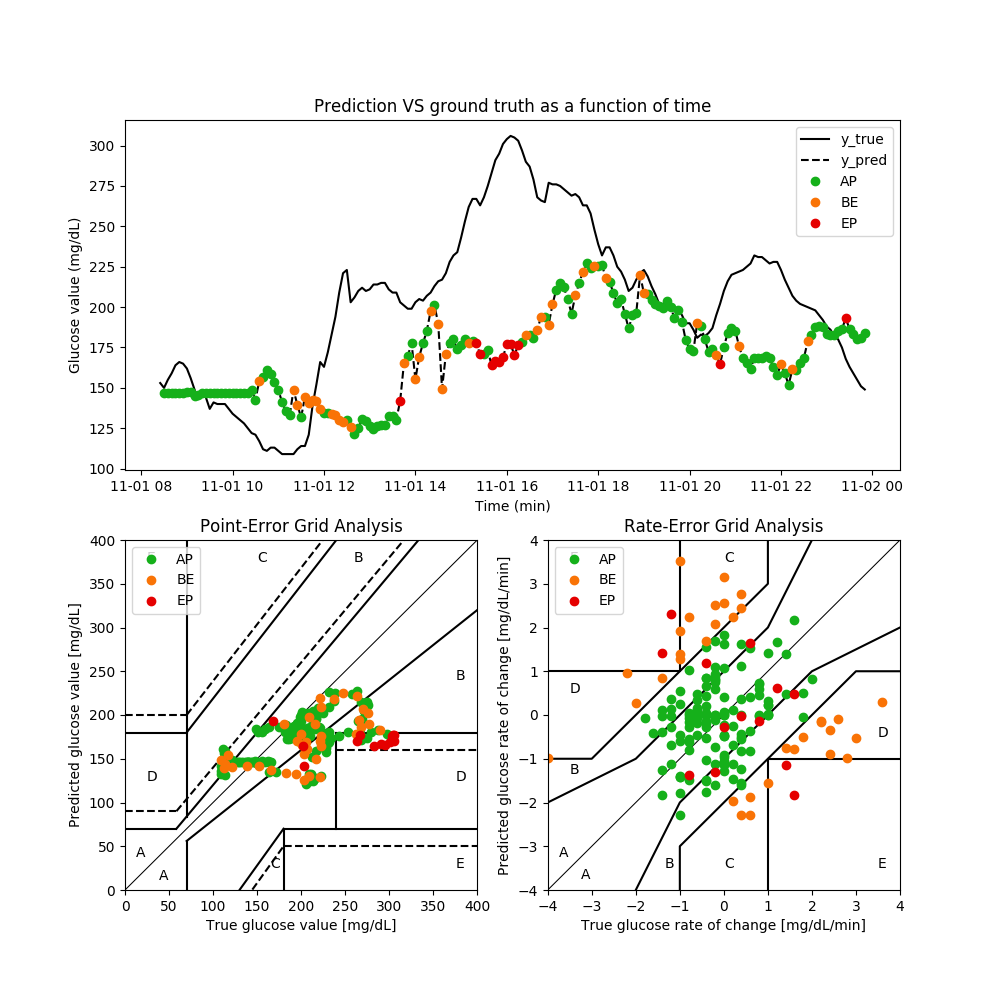 Prediction VS ground truth as a function of time
Glucose value (mg/dL)
300
275
250
225
200
175
150
125
100
y_true
y_pred
AP
BE
EP
11-01 08 11-01 10 11-01 12 11-01 14 11-01 16 11-01 18 11-01 20 11-01 22 11-02 00
Time (min)
Point-Error Grid Analysis
Predicted glucose value [mg/dL]
400
350
300
250
200
150
100
50
0
AP
BE
EP
C
B
B
D
D
A
A
C
E
0 50 100 150 200 250 300 350 400
True glucose value [mg/dL]
Rate-Error Grid Analysis
Predicted glucose rate of change [mg/dL/min]
4
3
2
1
0
−1
−2
−3
−4
AP
BE
EP
C
D
D
B
A
A
B
C
E
−4 −3 −2 −1 0 1 2 3 4
True glucose rate of change [mg/dL/min]